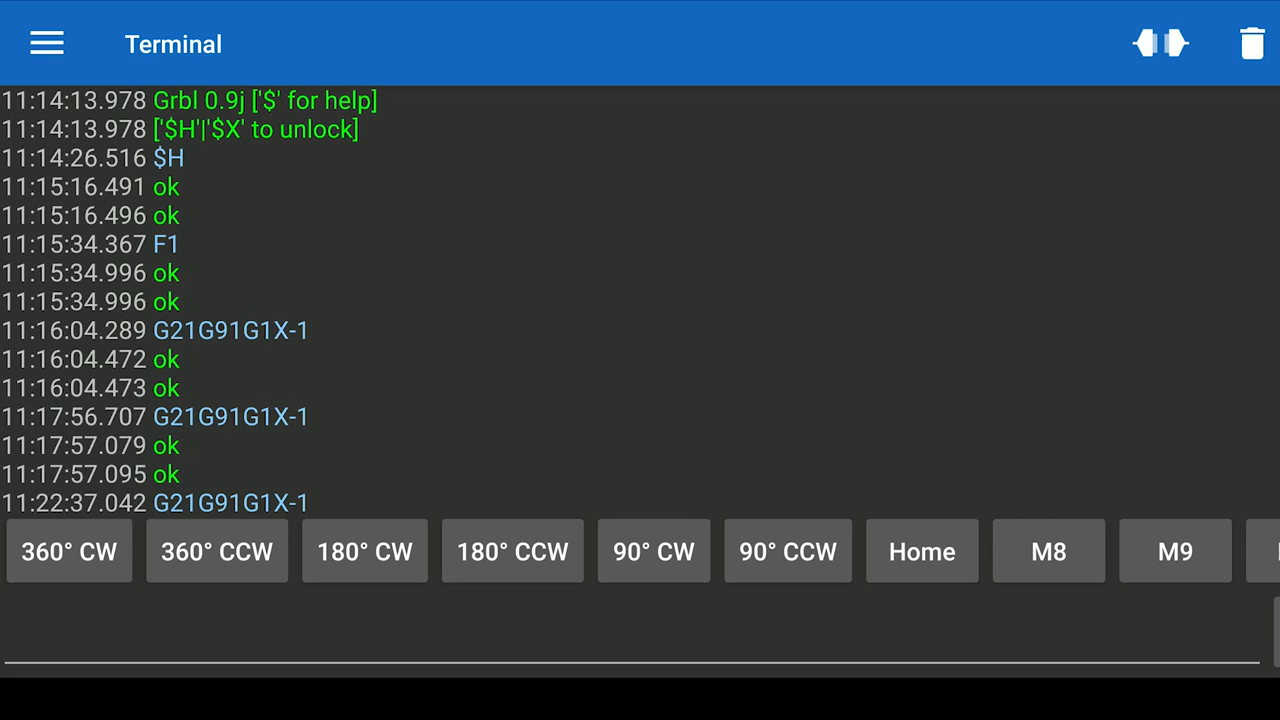 Terminal
11:14:13.978 Grbl 0.9j ['$' for help]
11:14:13.978 ['$H'|'$X' to unlock]
11:14:26.516 $H
11:15:16.491 ok
11:15:16.496 ok
11:15:34.367 F1
11:15:34.996 ok
11:15:34.996 ok
11:16:04.289 G21G91G1X-1
11:16:04.472 ok
11:16:04.473 ok
11:17:56.707 G21G91G1X-1
11:17:57.079 ok
11:17:57.095 ok
11:22:37.042 G21G91G1X-1
360° CW 360° CCW 180° CW 180° CCW 90° CW 90° CCW Home M8 M9